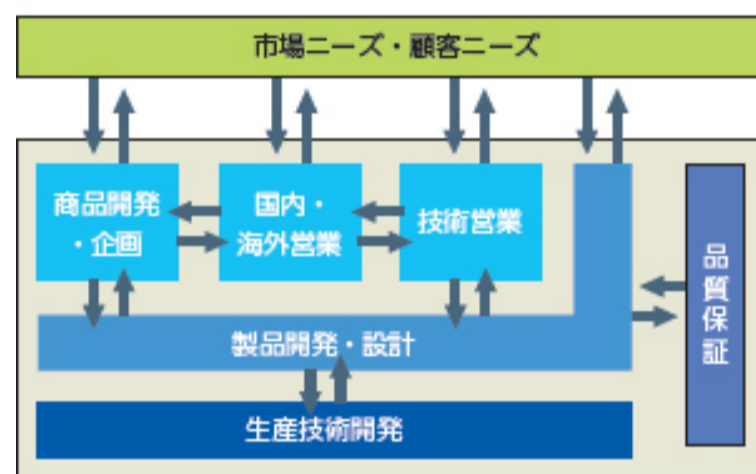 市場ニーズ・顧客ニーズ
商品開発
・企画
国内・
海外営業
技術営業
品質保証
製品開発・設計
生産技術開発